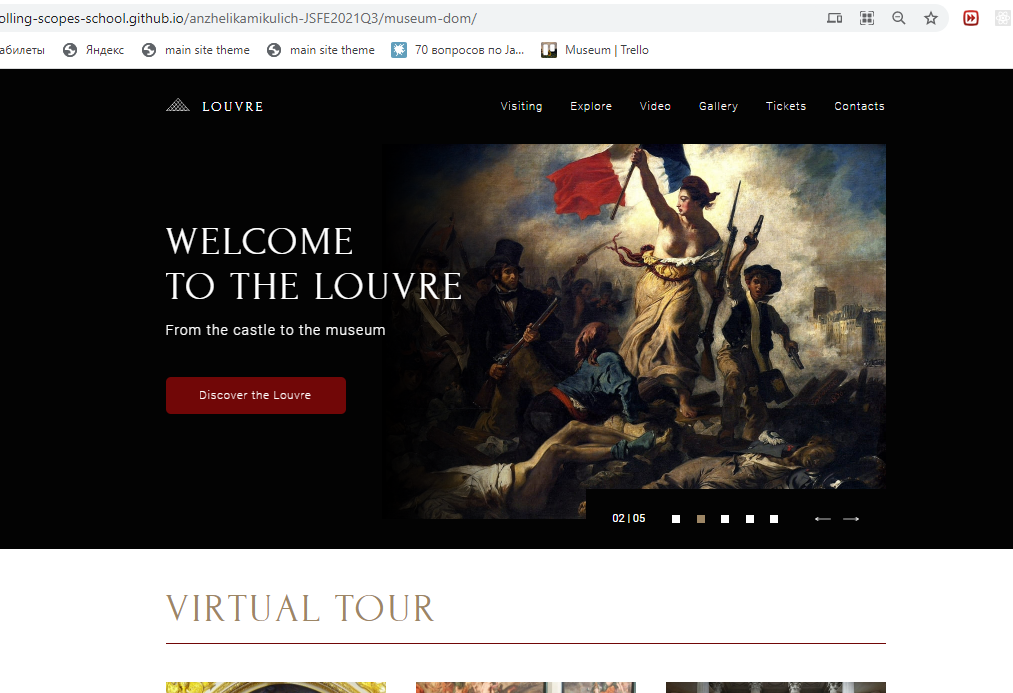 olling-scopes-school.github.io/anzhelikamikulich-JSFE2021Q3/museum-dom/
абилеты Яндекс main site theme main site theme 70 вопросов по Ja... Museum | Trello
LOUVRE Visiting Explore Video Gallery Tickets Contacts
WELCOME
TO THE LOUVRE
From the castle to the museum
Discover the Louvre
02 | 05
VIRTUAL TOUR